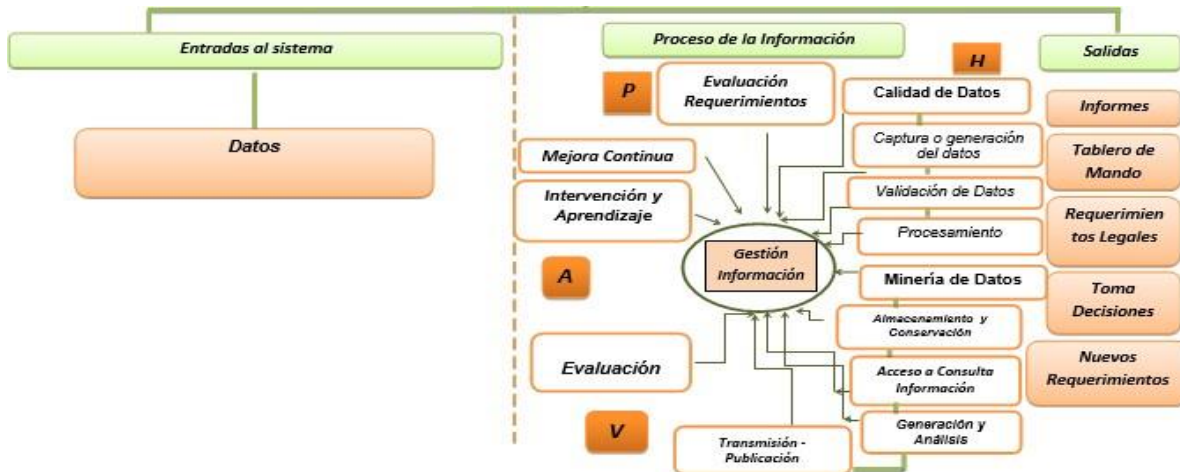 Entradas al sistema
Datos
Proceso de la Información
P
Evaluación
Requerimientos
Mejora Continua
Intervención y
Aprendizaje
A
Gestión
Información
Evaluación
V
Transmisión -
Publicación
H
Calidad de Datos
Captura o generación
del datos
Validación de Datos
Procesamiento
Minería de Datos
Almacenamiento y
Conservación
Acceso a Consulta
Información
Generación y
Análisis
Salidas
Informes
Tablero de
Mando
Requerimien
tos Legales
Toma
Decisiones
Nuevos
Requerimientos